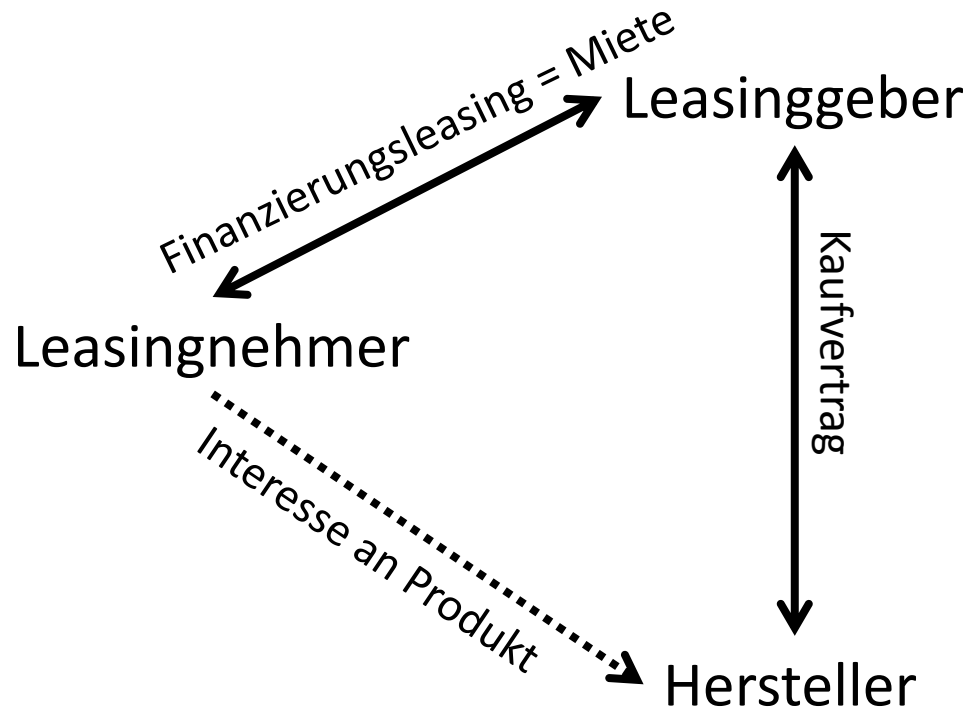 Finanzierungsleasing = Miete
Leasinggeber
Kaufvertrag
Leasingnehmer
Interesse an Produkt
Hersteller